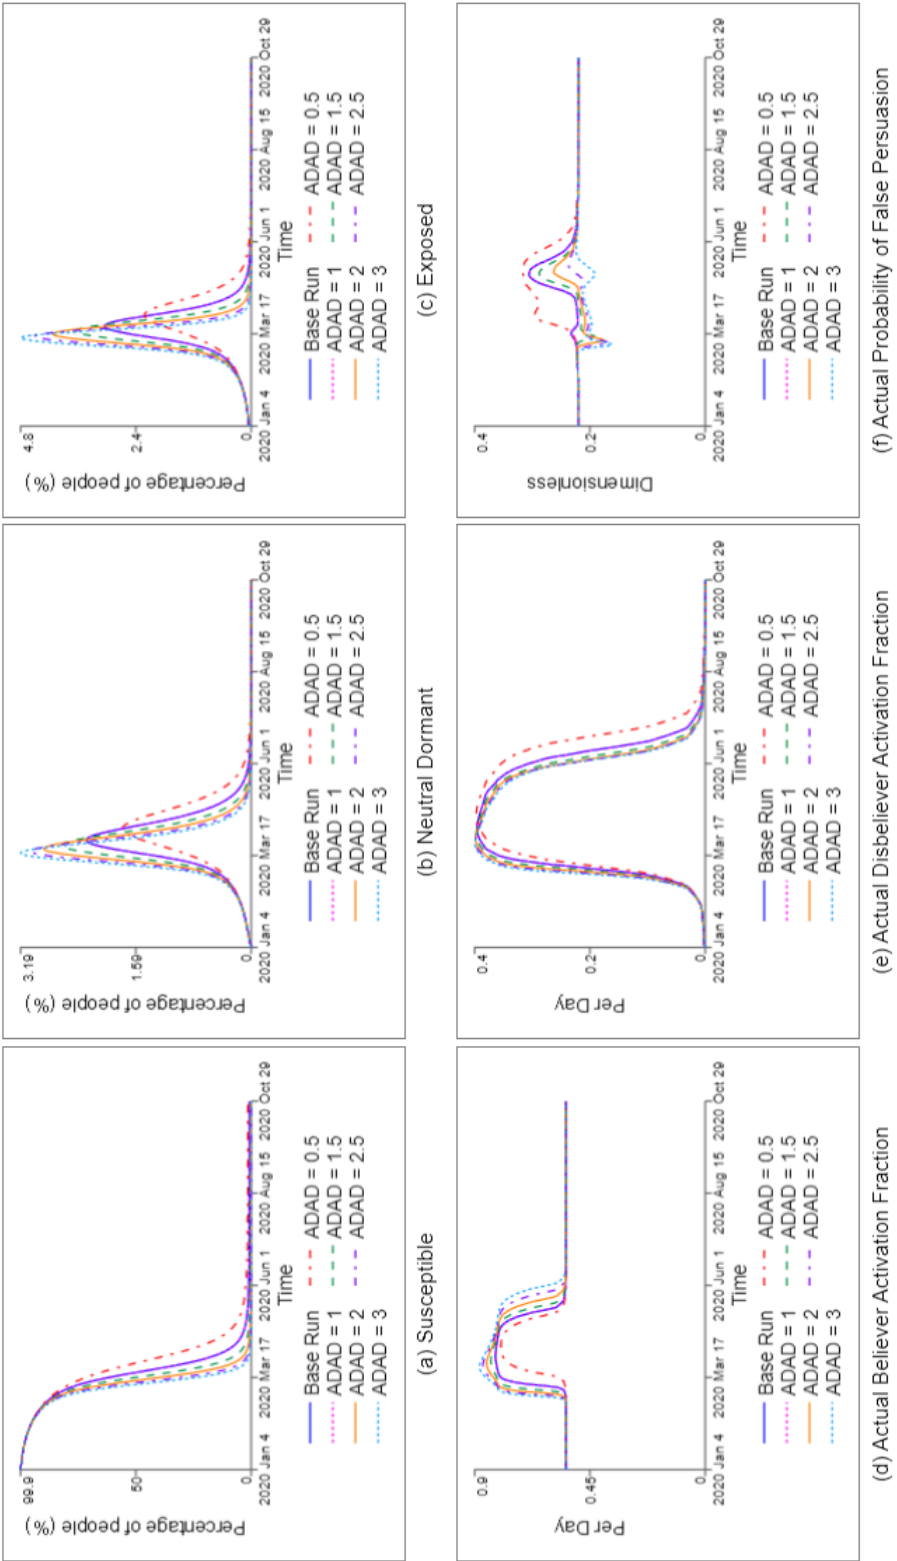 Percentage of people (%)
99.9
50
0
2020 Jan 4 2020 Mar 17 2020 Jun 1 2020 Aug 15 2020 Oct 29
Time
Base Run ADAD = 0.5
ADAD = 1 ADAD = 1.5
ADAD = 2 ADAD = 2.5
ADAD = 3
(a) Susceptible
Percentage of people (%)
3.19
1.59
0
2020 Jan 4 2020 Mar 17 2020 Jun 1 2020 Aug 15 2020 Oct 29
Time
Base Run ADAD = 0.5
ADAD = 1 ADAD = 1.5
ADAD = 2 ADAD = 2.5
ADAD = 3
(b) Neutral Dormant
Percentage of people (%)
4.8
2.4
0
2020 Jan 4 2020 Mar 17 2020 Jun 1 2020 Aug 15 2020 Oct 29
Time
Base Run ADAD = 0.5
ADAD = 1 ADAD = 1.5
ADAD = 2 ADAD = 2.5
ADAD = 3
(c) Exposed
Per Day
0.9
0.45
0
2020 Jan 4 2020 Mar 17 2020 Jun 1 2020 Aug 15 2020 Oct 29
Time
Base Run ADAD = 0.5
ADAD = 1 ADAD = 1.5
ADAD = 2 ADAD = 2.5
ADAD = 3
(d) Actual Believer Activation Fraction
Per Day
0.4
0.2
0
2020 Jan 4 2020 Mar 17 2020 Jun 1 2020 Aug 15 2020 Oct 29
Time
Base Run ADAD = 0.5
ADAD = 1 ADAD = 1.5
ADAD = 2 ADAD = 2.5
ADAD = 3
(e) Actual Disbeliever Activation Fraction
Dimensionless
0.4
0.2
0
2020 Jan 4 2020 Mar 17 2020 Jun 1 2020 Aug 15 2020 Oct 29
Time
Base Run ADAD = 0.5
ADAD = 1 ADAD = 1.5
ADAD = 2 ADAD = 2.5
ADAD = 3
(f) Actual Probability of False Persuasion